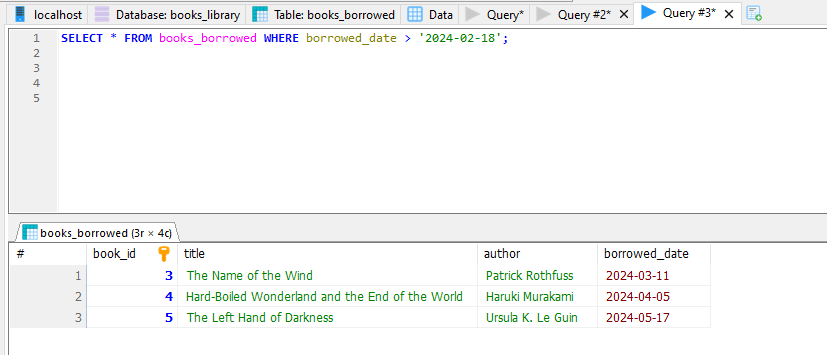 localhost Database: books_library Table: books_borrowed Data Query* Query #2* Query #3*
1 SELECT * FROM books_borrowed WHERE borrowed_date > '2024-02-18';
2
3
4
5
books_borrowed (3r × 4c)
# book_id title author borrowed_date
1 3 The Name of the Wind Patrick Rothfuss 2024-03-11
2 4 Hard-Boiled Wonderland and the End of the World Haruki Murakami 2024-04-05
3 5 The Left Hand of Darkness Ursula K. Le Guin 2024-05-17